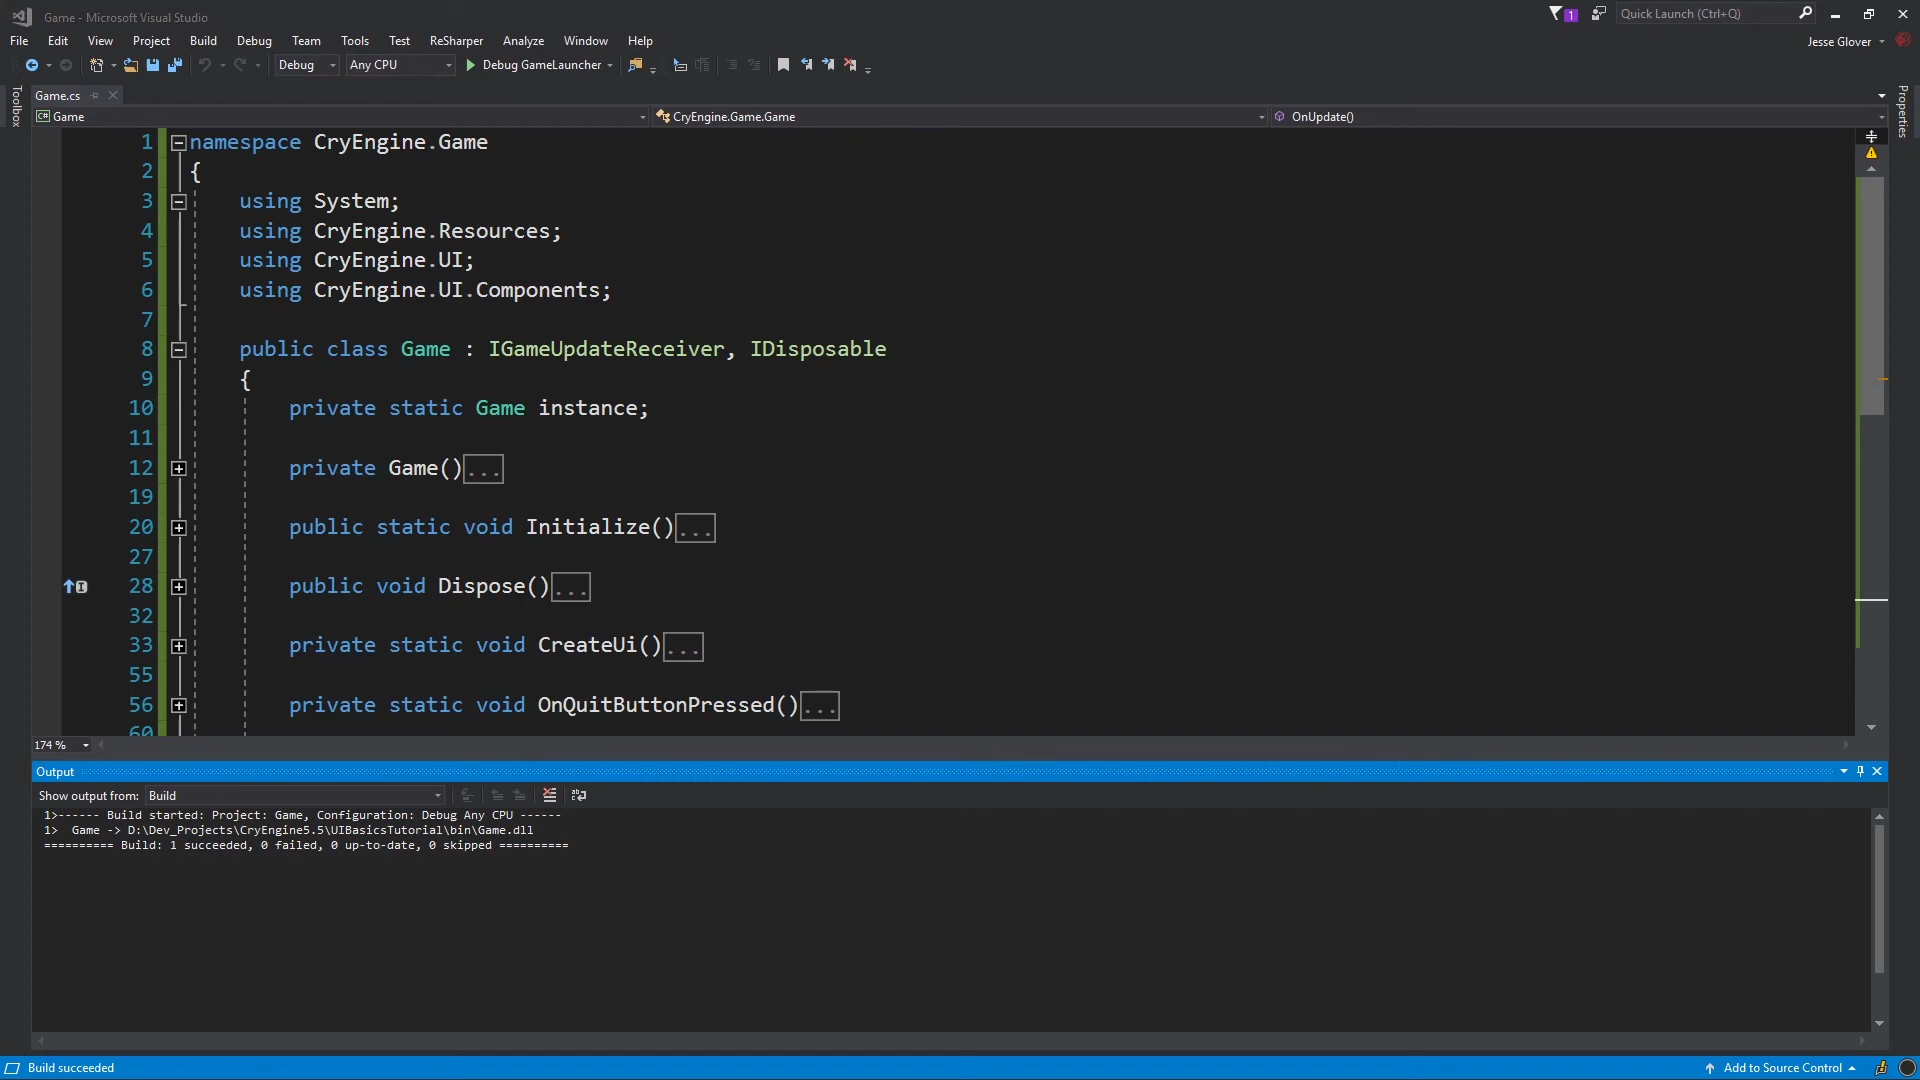 Game - Microsoft Visual Studio
1
Quick Launch (Ctrl+Q)
File Edit View Project Build Debug Team Tools Test ReSharper Analyze Window Help
Jesse Glover
Debug Any CPU Debug GameLauncher
Toolbox
Properties
Game.cs
C# Game CryEngine.Game.Game OnUpdate()
1 namespace CryEngine.Game
2 {
3 using System;
4 using CryEngine.Resources;
5 using CryEngine.UI;
6 using CryEngine.UI.Components;
7
8 public class Game : IGameUpdateReceiver, IDisposable
9 {
10 private static Game instance;
11
12 private Game()...
19
20 public static void Initialize()...
27
28 public void Dispose()...
32
33 private static void CreateUi()...
55
56 private static void OnQuitButtonPressed()...
60
174 %
Output
Show output from: Build
1>------ Build started: Project: Game, Configuration: Debug Any CPU ------
1> Game -> D:\Dev_Projects\CryEngine5.5\UIBasicsTutorial\bin\Game.dll
========== Build: 1 succeeded, 0 failed, 0 up-to-date, 0 skipped ==========
Build succeeded
Add to Source Control